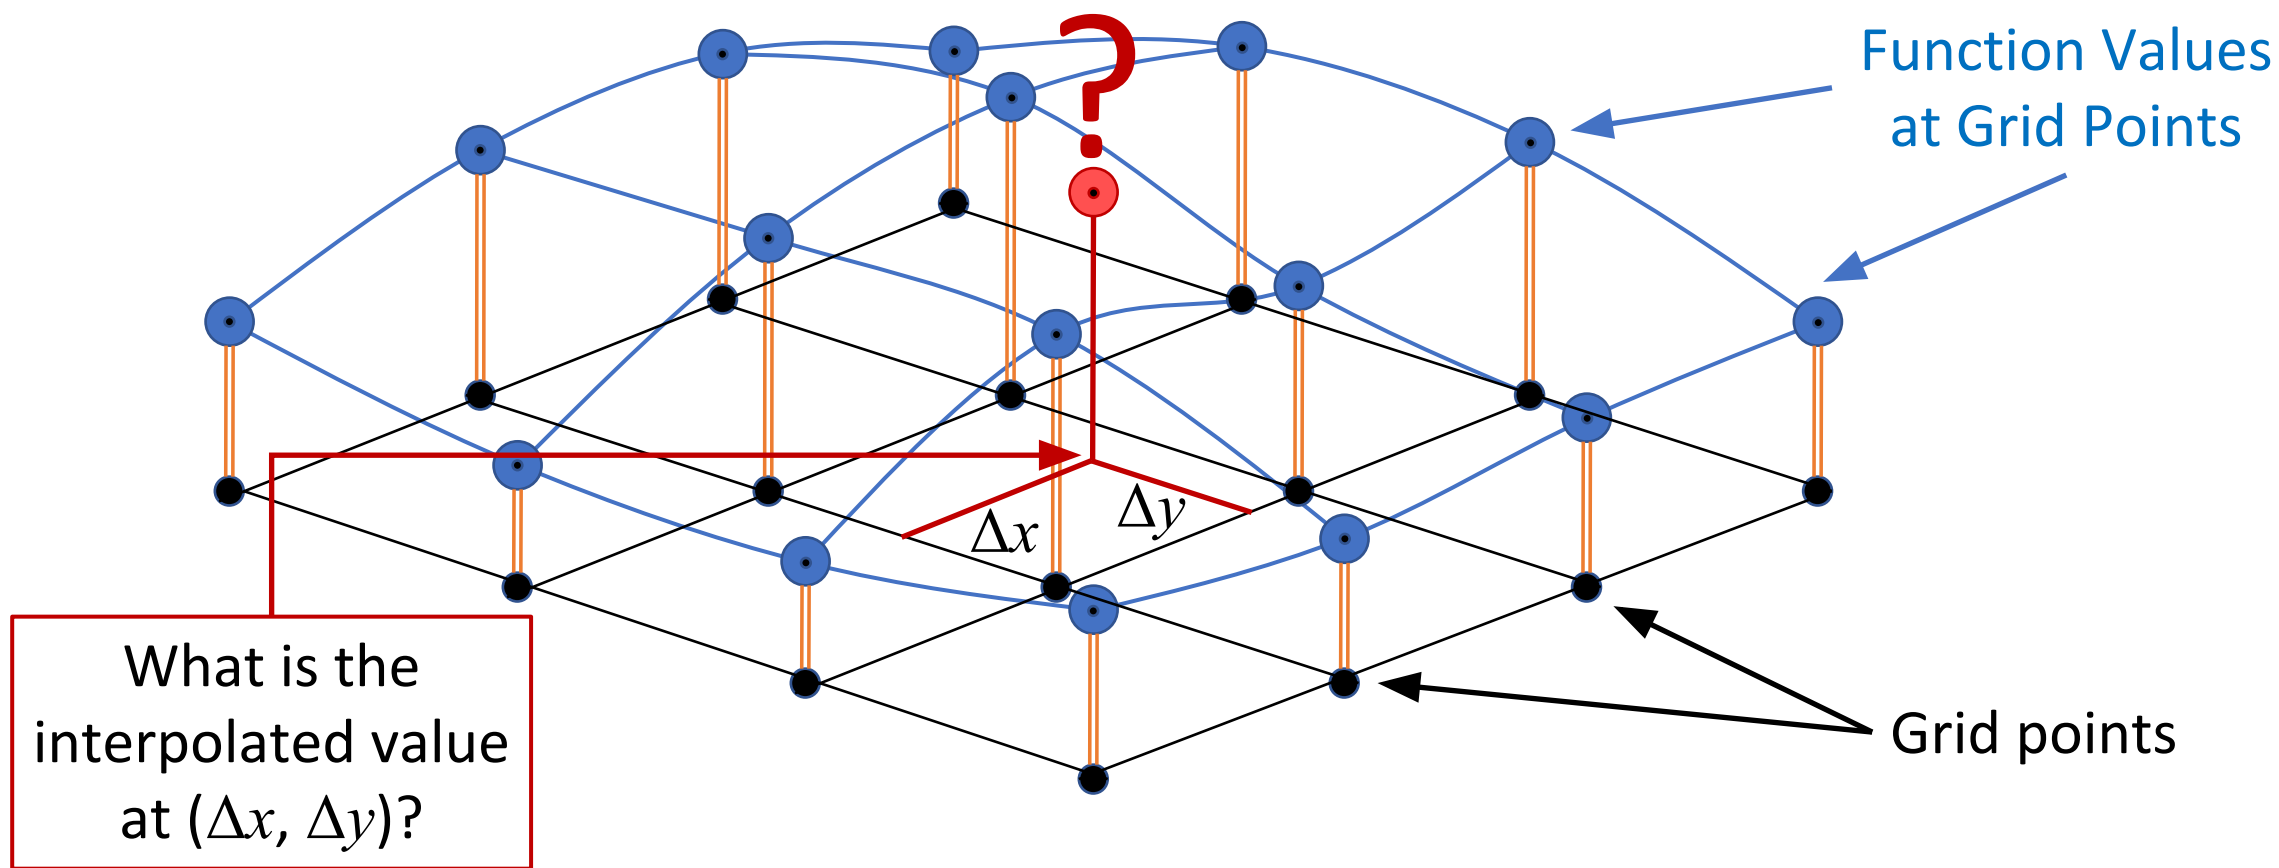 ?
Function Values
at Grid Points
Δx
Δy
What is the
interpolated value
at (Δx, Δy)?
Grid points